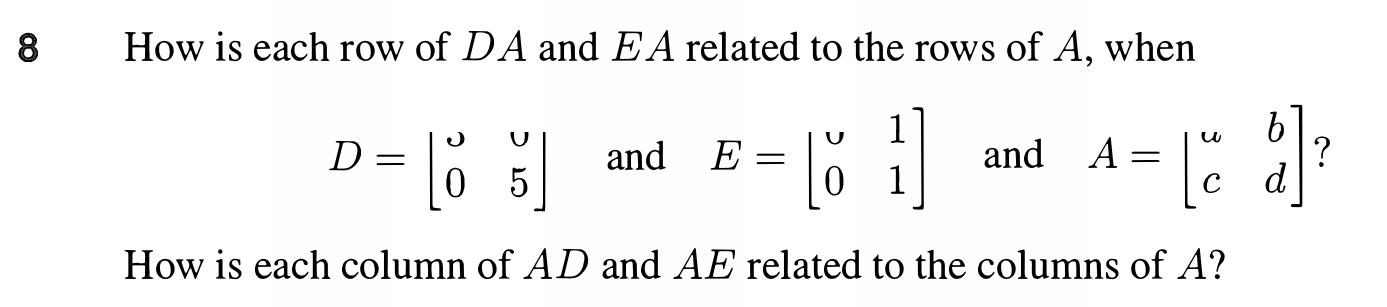 8 How is each row of DA and EA related to the rows of A, when
D = [ 0 5 ] and E = [ 1 0 1 ] and A = [ b c d ]?
How is each column of AD and AE related to the columns of A?